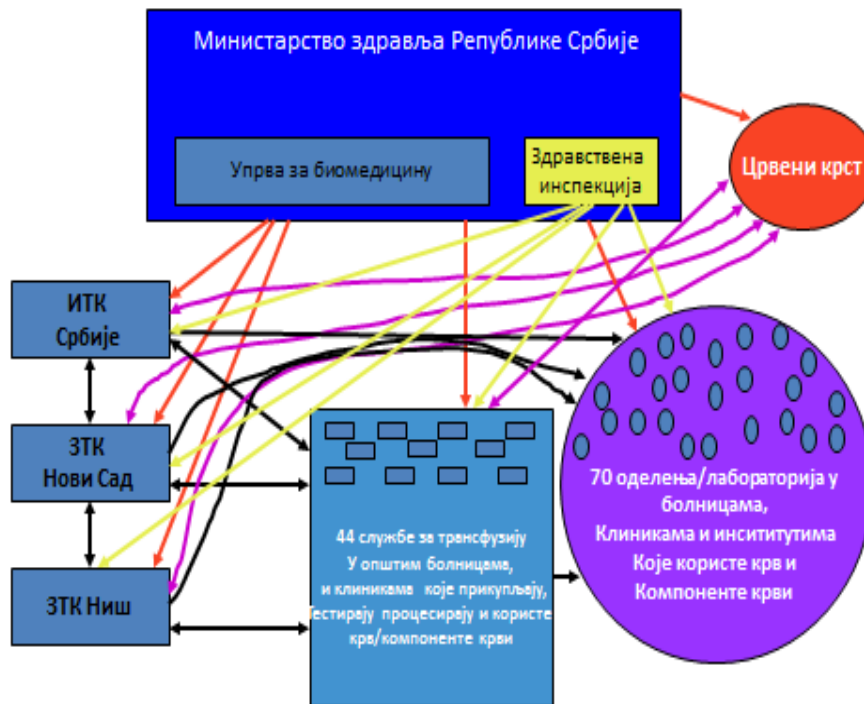 Министарство здравља Републике Србије
Упрва за биомедицину
Здравствена
инспекција
Црвени крст
ИТК
Србије
ЗТК
Нови Сад
ЗТК Ниш
44 службе за трансфузију
У општим болницама,
и клиникама које прикупљају,
Тестирају процесирају и користе
крв/компоненте крви
70 оделења/лабораторија у
болницама,
Клиникама и инсититутима
Које користе крв и
Компоненте крви